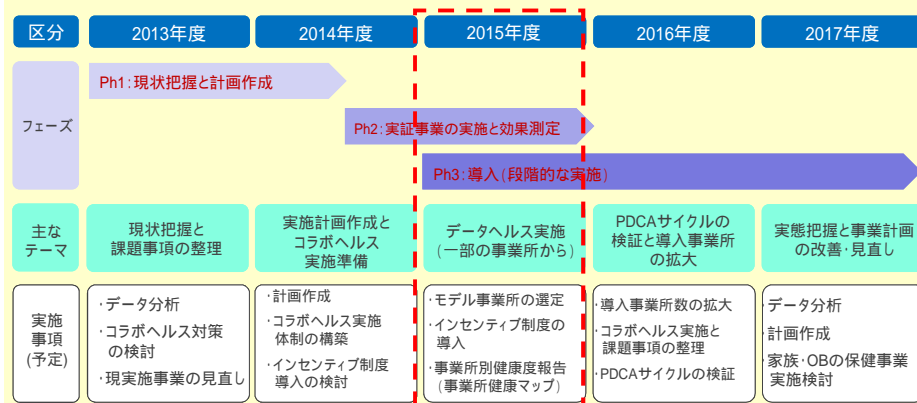 区分
2013年度
2014年度
2015年度
2016年度
2017年度
フェーズ
Ph1：現状把握と計画作成
Ph2：実証事業の実施と効果測定
Ph3：導入（段階的な実施）
主な
テーマ
現状把握と
課題事項の整理
実施計画作成と
コラボヘルス
実施準備
データヘルス実施
（一部の事業所から）
PDCAサイクルの
検証と導入事業所
の拡大
実態把握と事業計画
の改善・見直し
実施
事項
(予定)
・データ分析
・コラボヘルス対策
の検討
・現実施事業の見直し
・計画作成
・コラボヘルス実施
体制の構築
・インセンティブ制度
導入の検討
・モデル事業所の選定
・インセンティブ制度の
導入
・事業所別健康度報告
（事業所健康マップ）
・導入事業所数の拡大
・コラボヘルス実施と
課題事項の整理
・PDCAサイクルの検証
・データ分析
・計画作成
・家族・OBの保健事業
実施検討